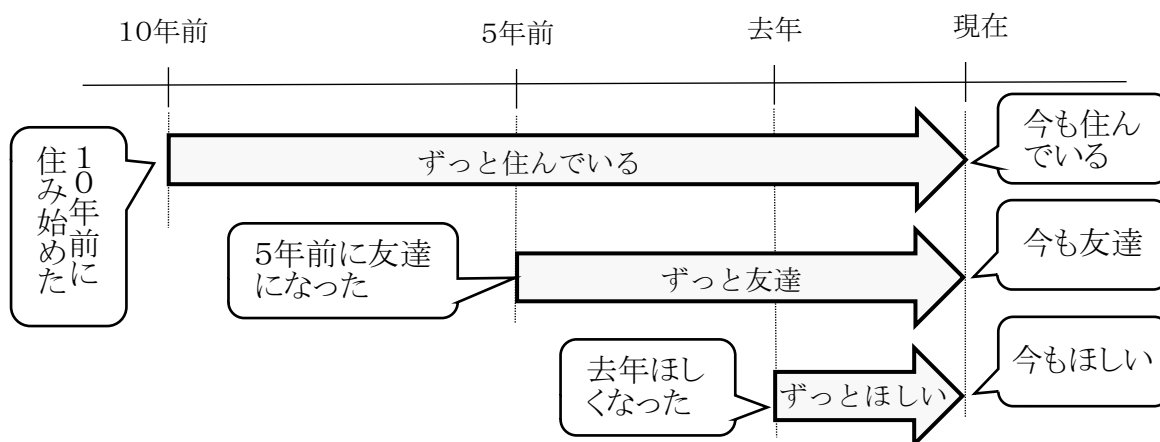 10年前
5年前
去年
現在
10年前に
住み始めた
ずっと住んでいる
今も住ん
でいる
5年前に友達
になった
ずっと友達
今も友達
去年ほし
くなった
ずっとほしい
今もほしい